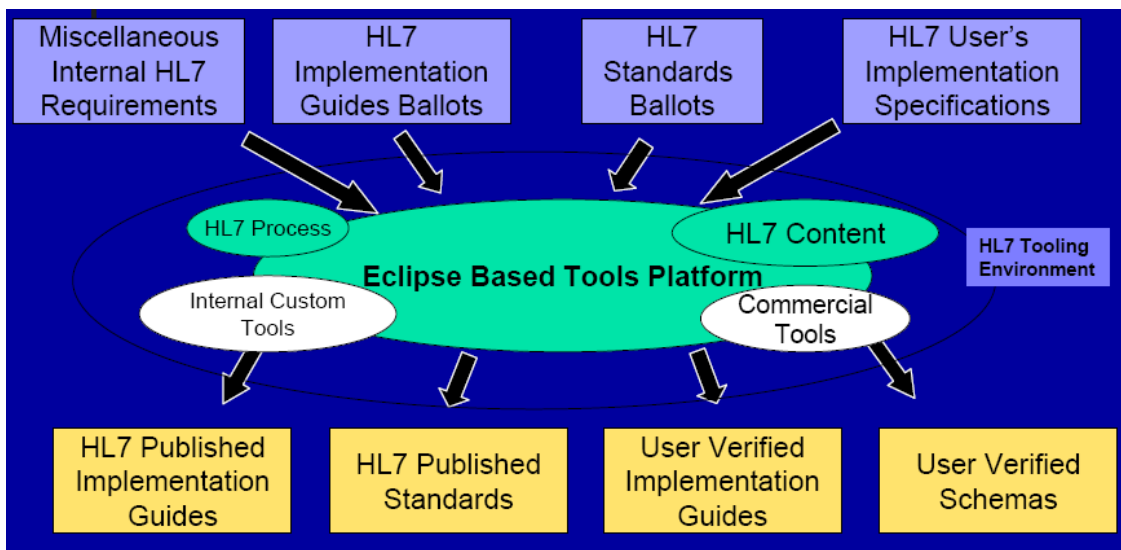 Miscellaneous
Internal HL7
Requirements
HL7
Implementation
Guides Ballots
HL7
Standards
Ballots
HL7 User's
Implementation
Specifications
HL7 Process
HL7 Content
HL7 Tooling
Environment
Eclipse Based Tools Platform
Internal Custom
Tools
Commercial
Tools
HL7 Published
Implementation
Guides
HL7 Published
Standards
User Verified
Implementation
Guides
User Verified
Schemas